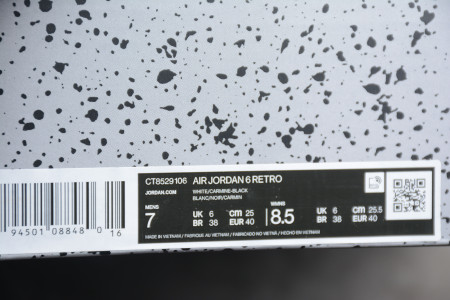 CT8529106 AIR JORDAN 6 RETRO
JORDAN.COM WHITE/CARMINE-BLACK
BLANC/NOIR/CARMIN
MENS WMNS
7 UK 6 CM 25 8.5 UK 6 CM 25.5
BR 38 EUR 40 BR 38 EUR 40
MADE IN VIETNAM / FABRIQUE AU VIETNAM / FABRICADO NO VIETNÃ / HECHO EN VIETNAM
94501 08848 0 16